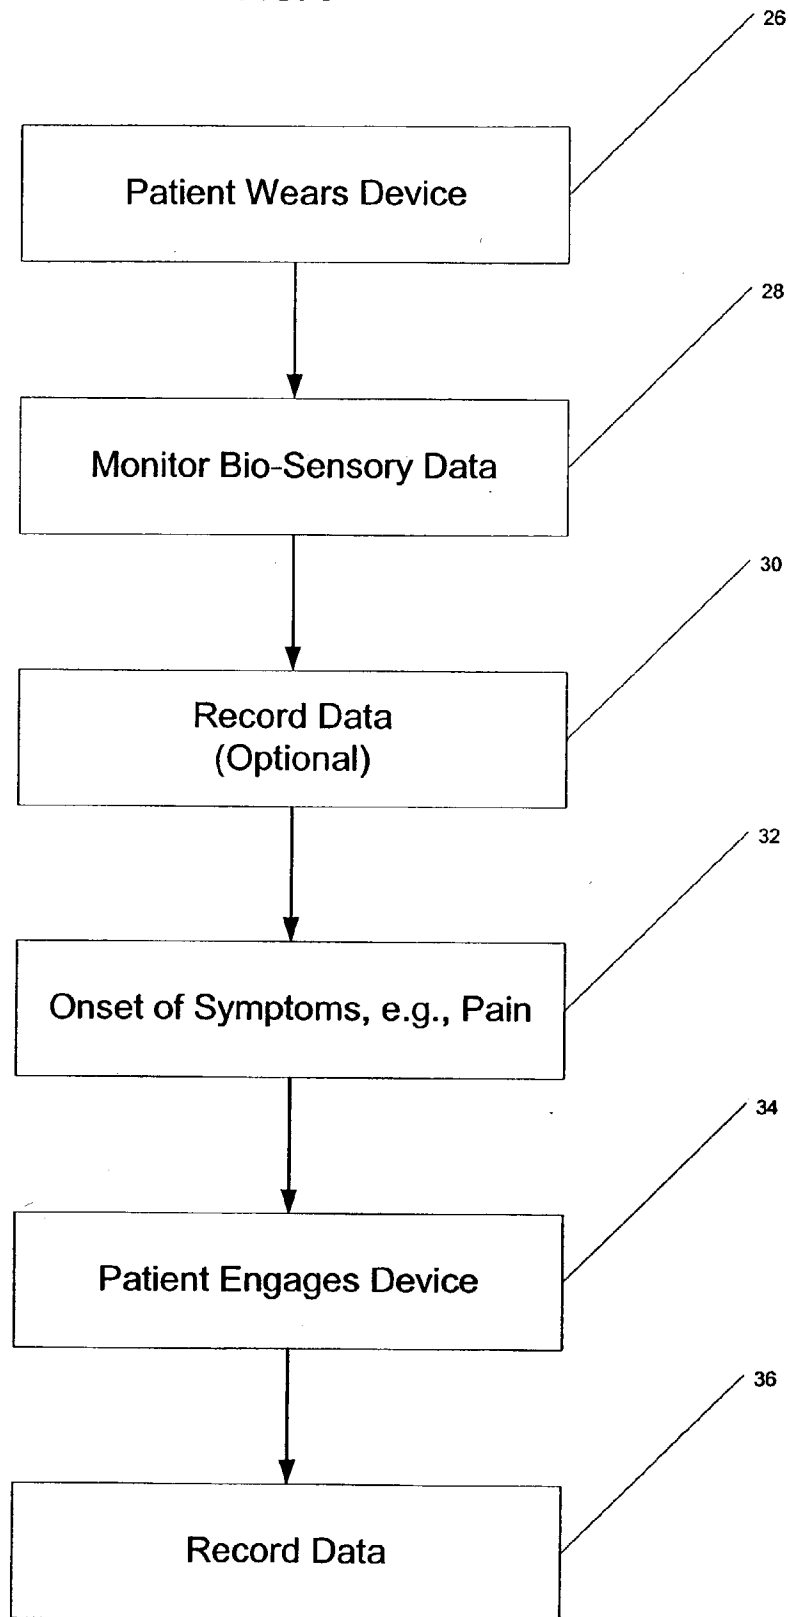 26
Patient Wears Device
28
Monitor Bio-Sensory Data
30
Record Data
(Optional)
32
Onset of Symptoms, e.g., Pain
34
Patient Engages Device
36
Record Data